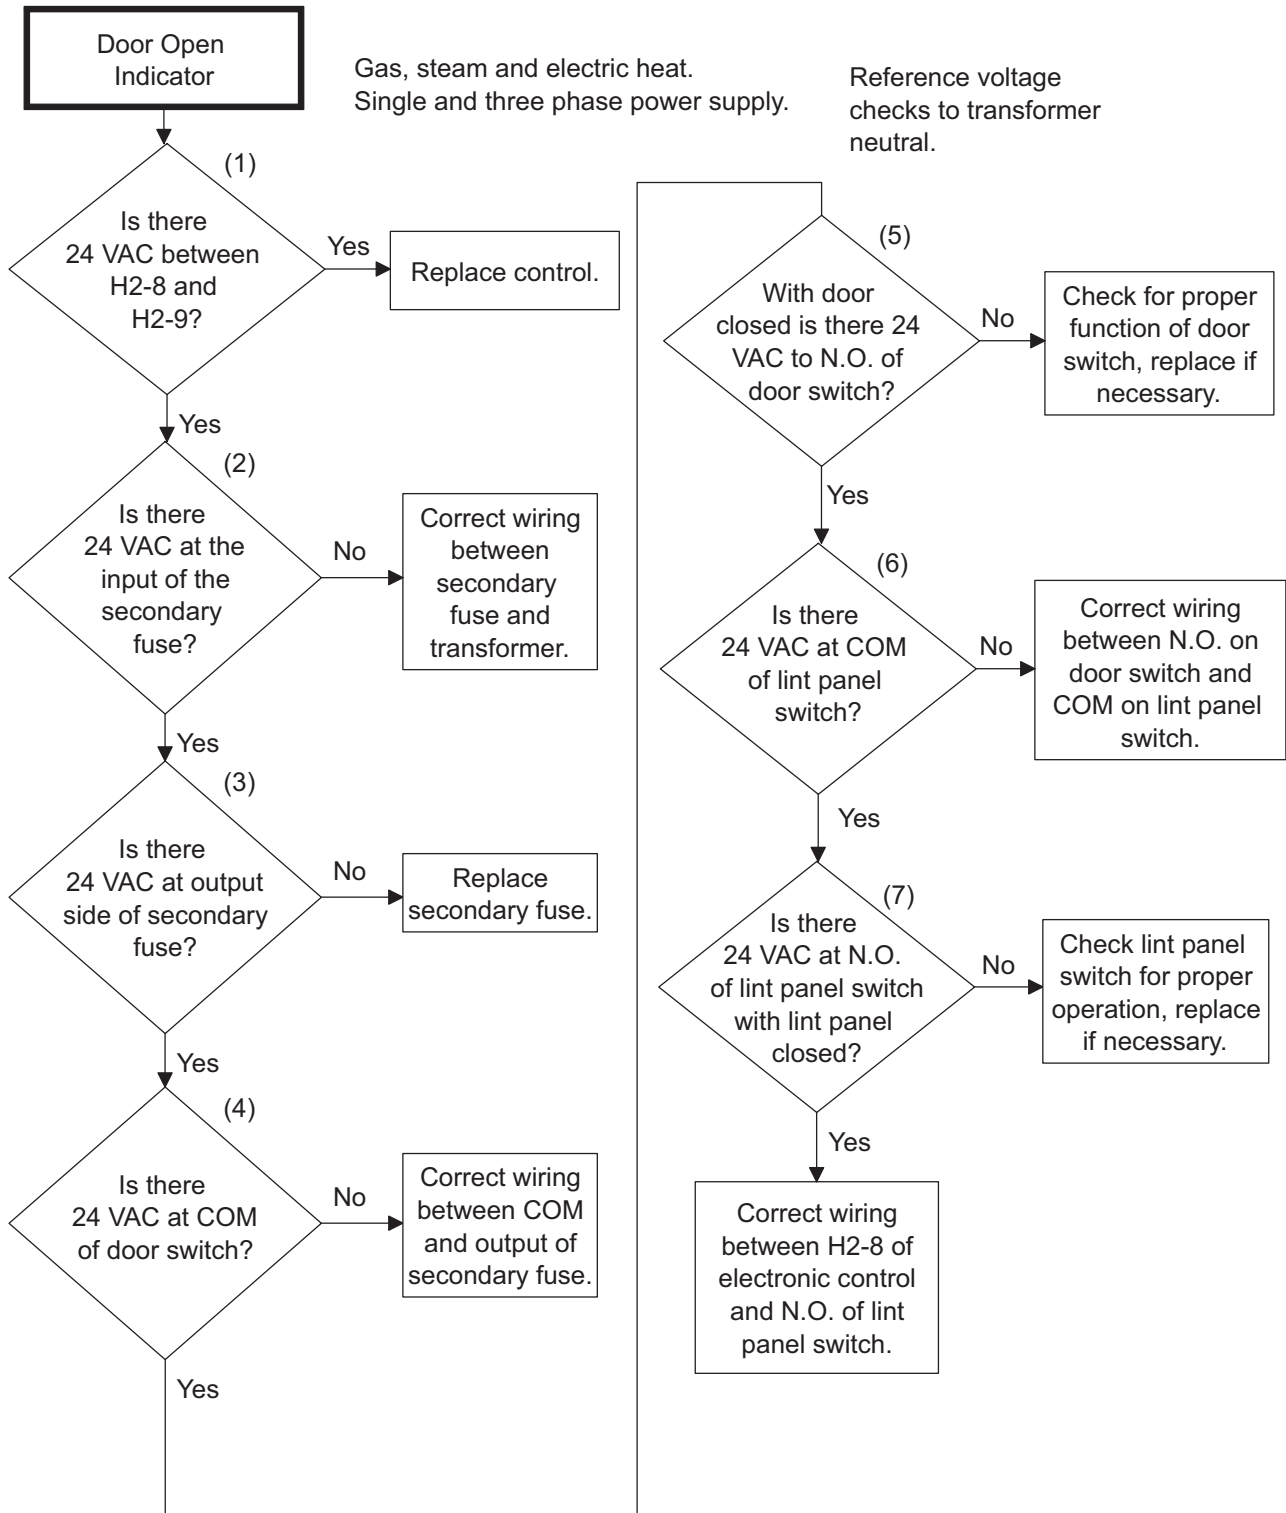 Door Open
Indicator
Gas, steam and electric heat.
Single and three phase power supply.
Reference voltage
checks to transformer
neutral.
(1)
Is there
24 VAC between
H2-8 and
H2-9?
Yes
Replace control.
Yes
(2)
Is there
24 VAC at the
input of the
secondary
fuse?
No
Correct wiring
between
secondary
fuse and
transformer.
Yes
(3)
Is there
24 VAC at output
side of secondary
fuse?
No
Replace
secondary fuse.
Yes
(4)
Is there
24 VAC at COM
of door switch?
No
Correct wiring
between COM
and output of
secondary fuse.
Yes
(5)
With door
closed is there 24
VAC to N.O. of
door switch?
No
Check for proper
function of door
switch, replace if
necessary.
Yes
(6)
Is there
24 VAC at COM
of lint panel
switch?
No
Correct wiring
between N.O. on
door switch and
COM on lint panel
switch.
Yes
(7)
Is there
24 VAC at N.O.
of lint panel switch
with lint panel
closed?
No
Check lint panel
switch for proper
operation, replace
if necessary.
Yes
Correct wiring
between H2-8 of
electronic control
and N.O. of lint
panel switch.